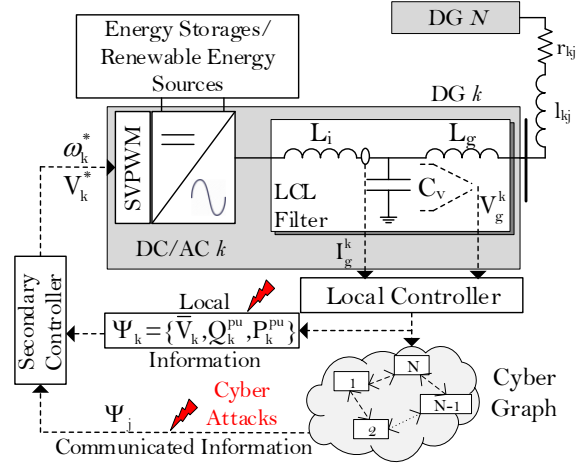 Energy Storages/
Renewable Energy
Sources
DG N
r_kj
l_kj
DG k
ω_k^*
V_k^*
SVPWM
L_i
L_g
C_v
V_g^k
LCL
Filter
DC/AC k
I_g^k
Local Controller
Secondary
Controller
Local
Ψ_k={V̿_k,Q_k^pu,P_k^pu}
Information
Ψ_j
Cyber
Attacks
Communicated Information
N
1
N-1
2
Cyber
Graph